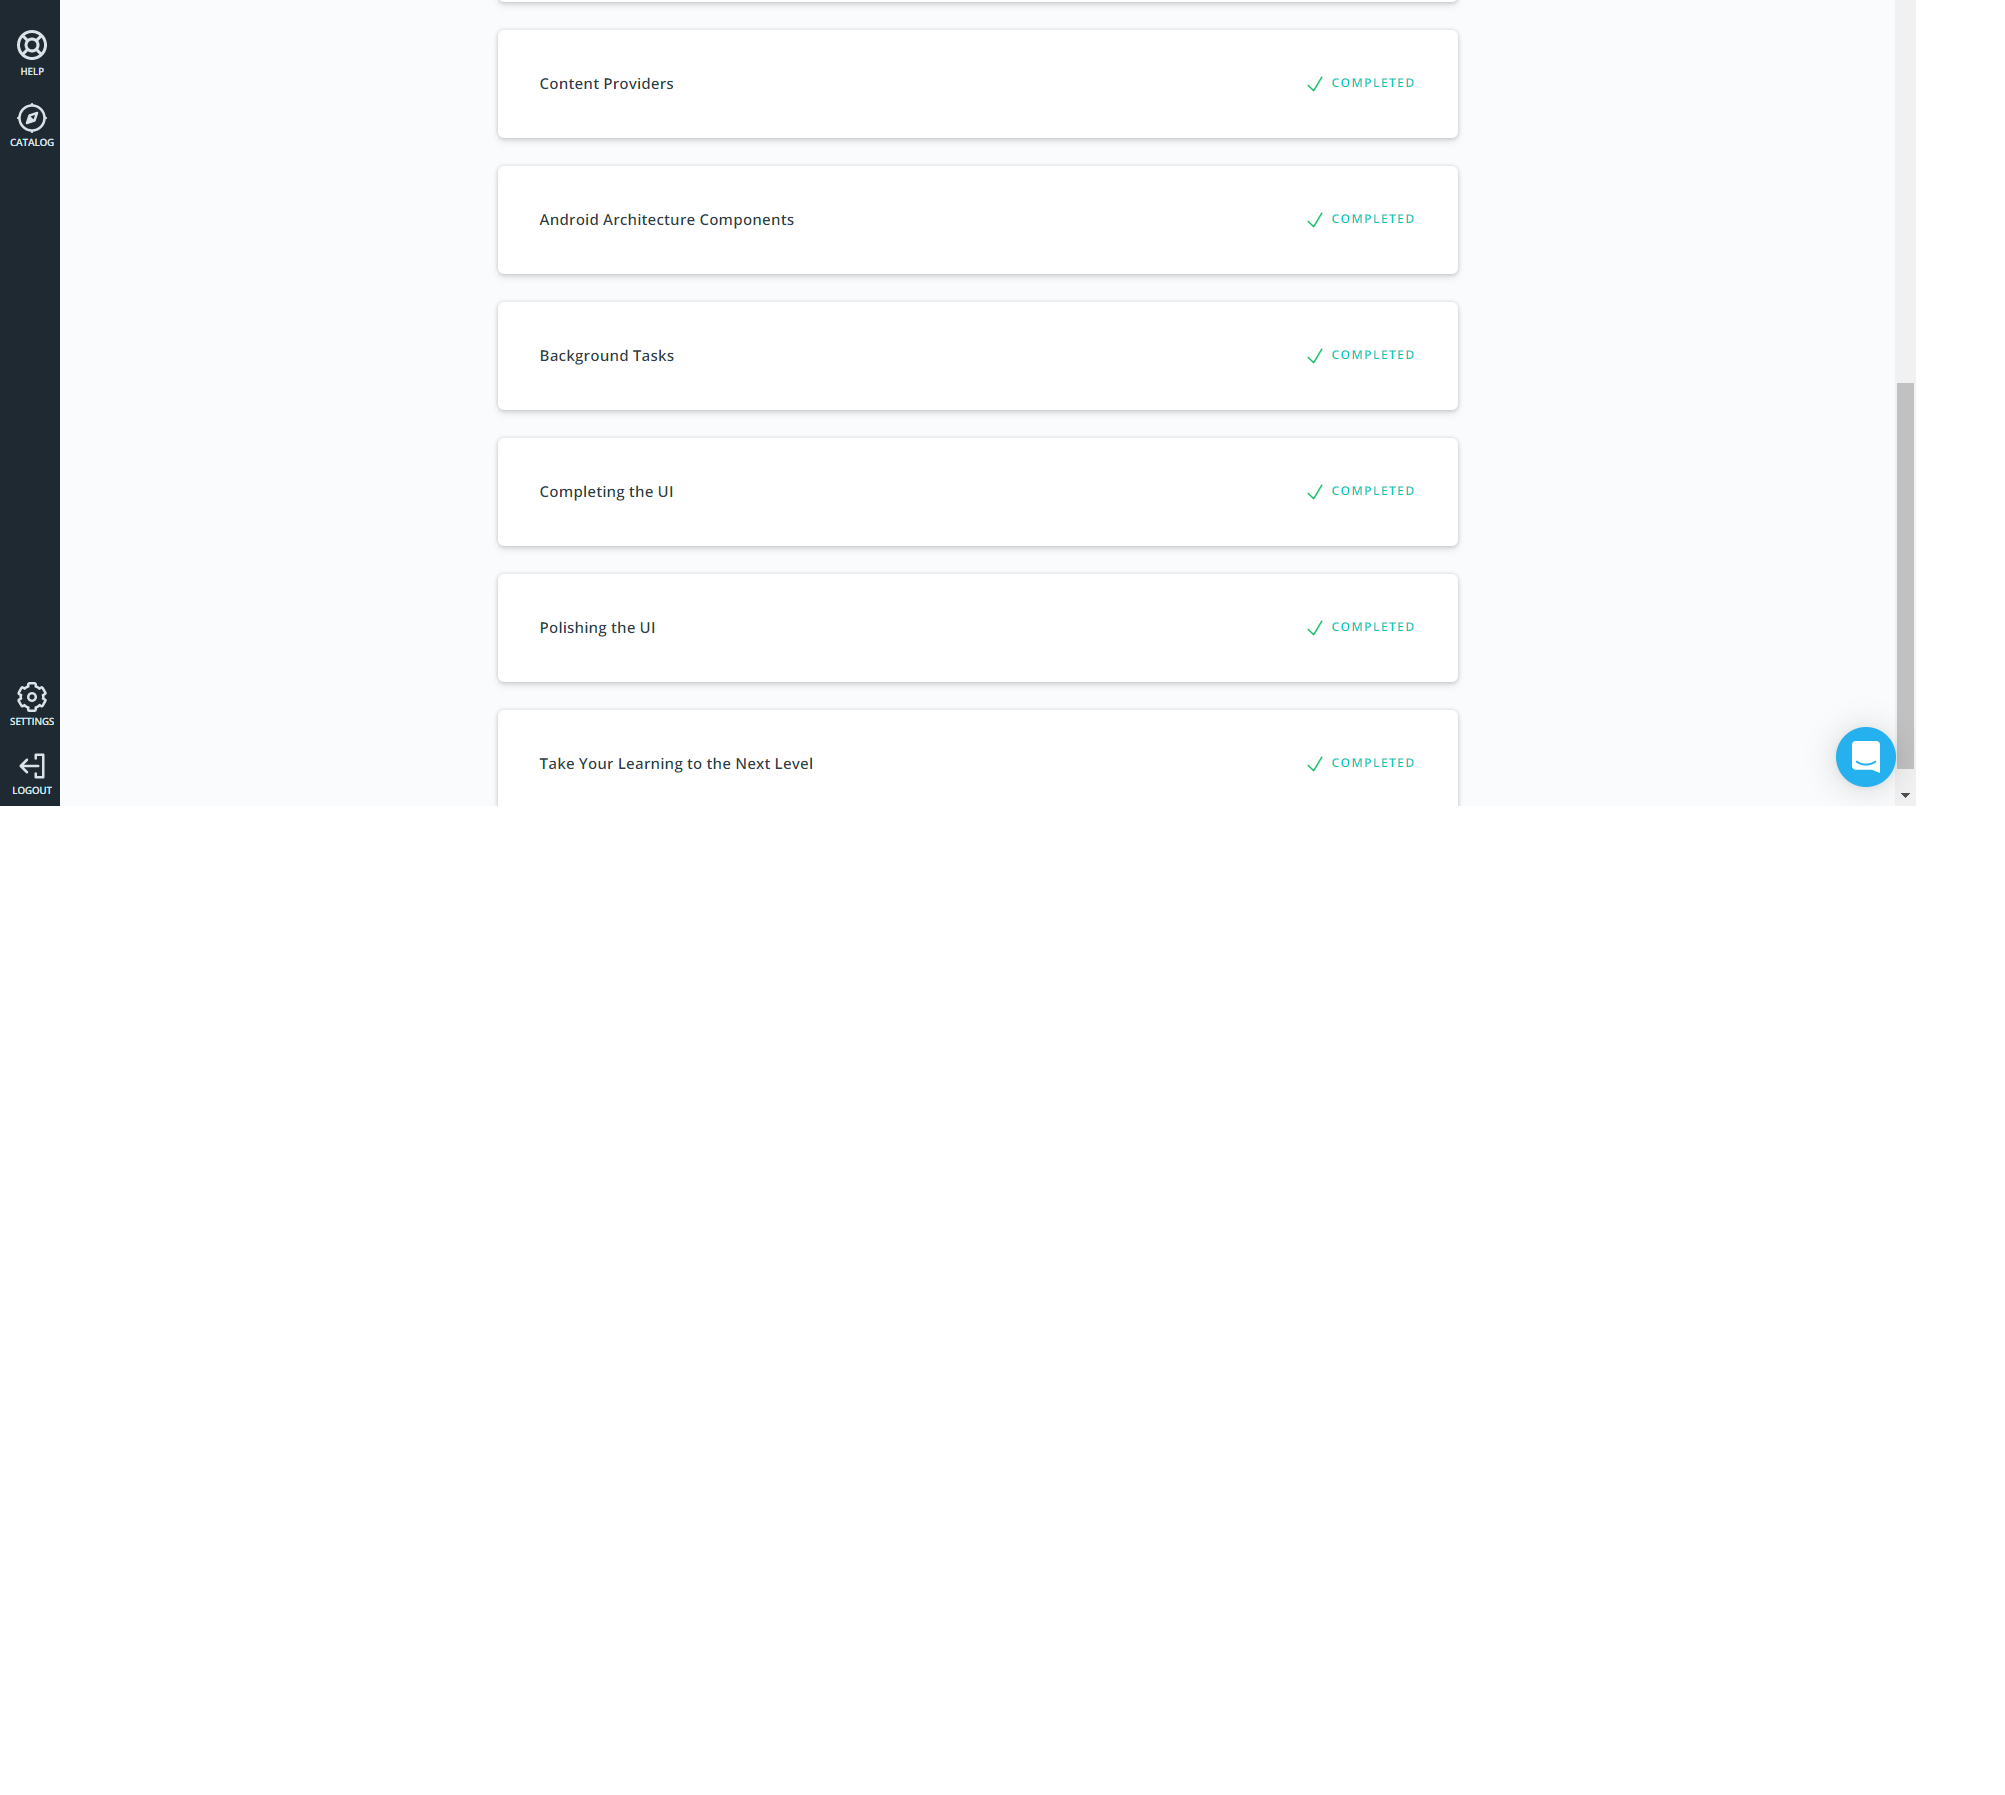 HELP
CATALOG
SETTINGS
LOGOUT
Content Providers COMPLETED
Android Architecture Components COMPLETED
Background Tasks COMPLETED
Completing the UI COMPLETED
Polishing the UI COMPLETED
Take Your Learning to the Next Level COMPLETED